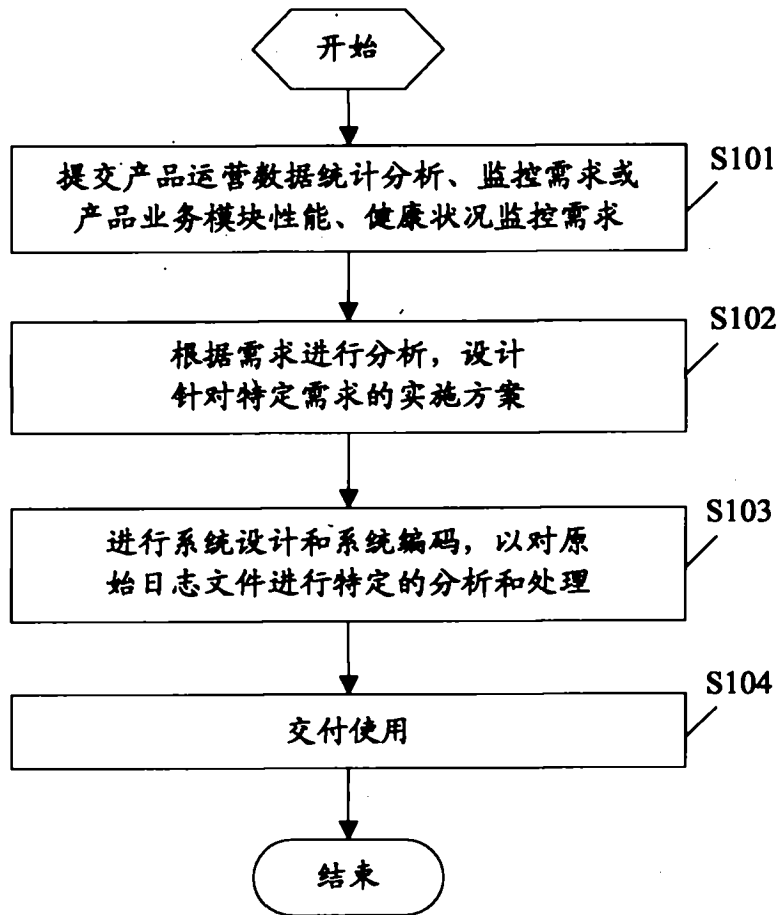 开始
提交产品运营数据统计分析、监控需求或
产品业务模块性能、健康状况监控需求
S101
根据需求进行分析，设计
针对特定需求的实施方案
S102
进行系统设计和系统编码，以对原
始日志文件进行特定的分析和处理
S103
交付使用
S104
结束